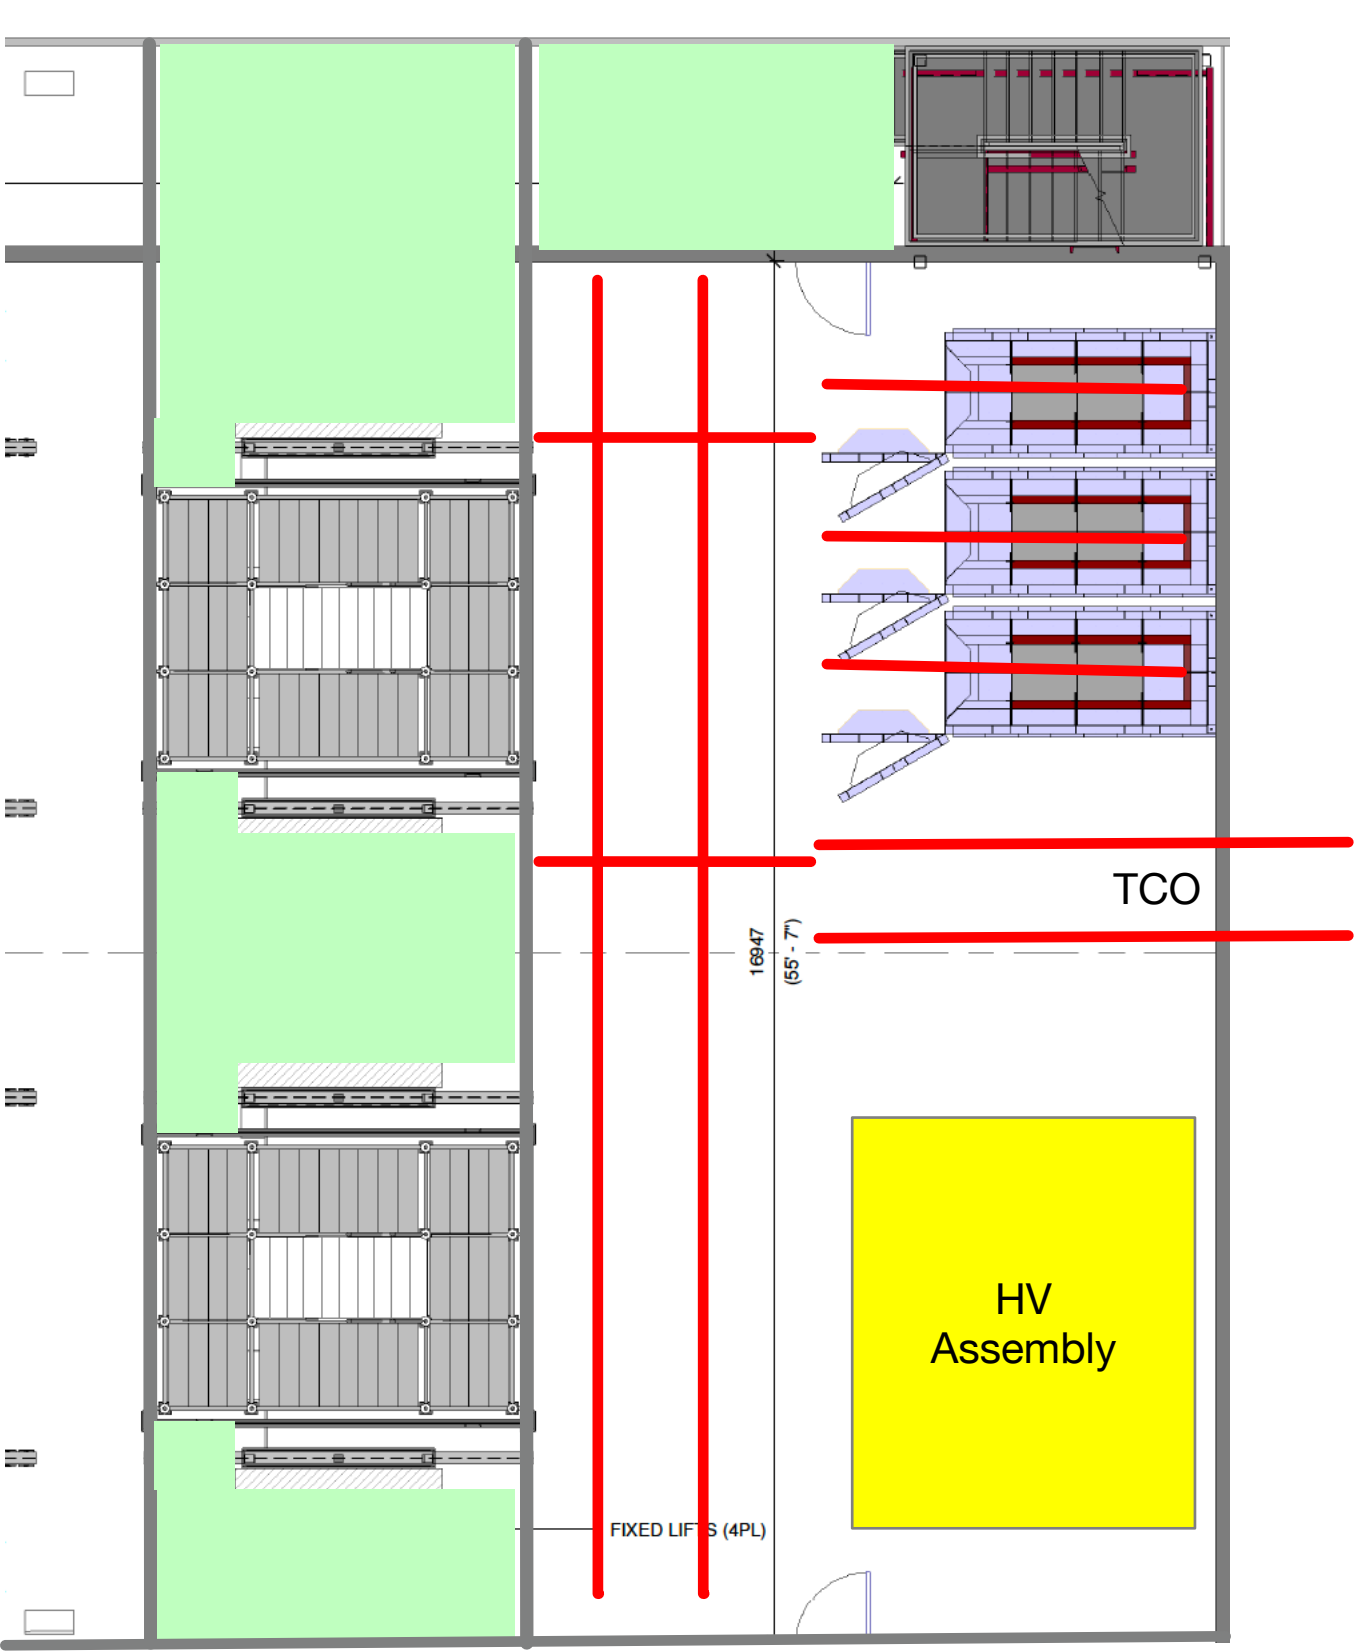 TCO
16947
(55' - 7")
HV
Assembly
FIXED LIFTS (4PL)